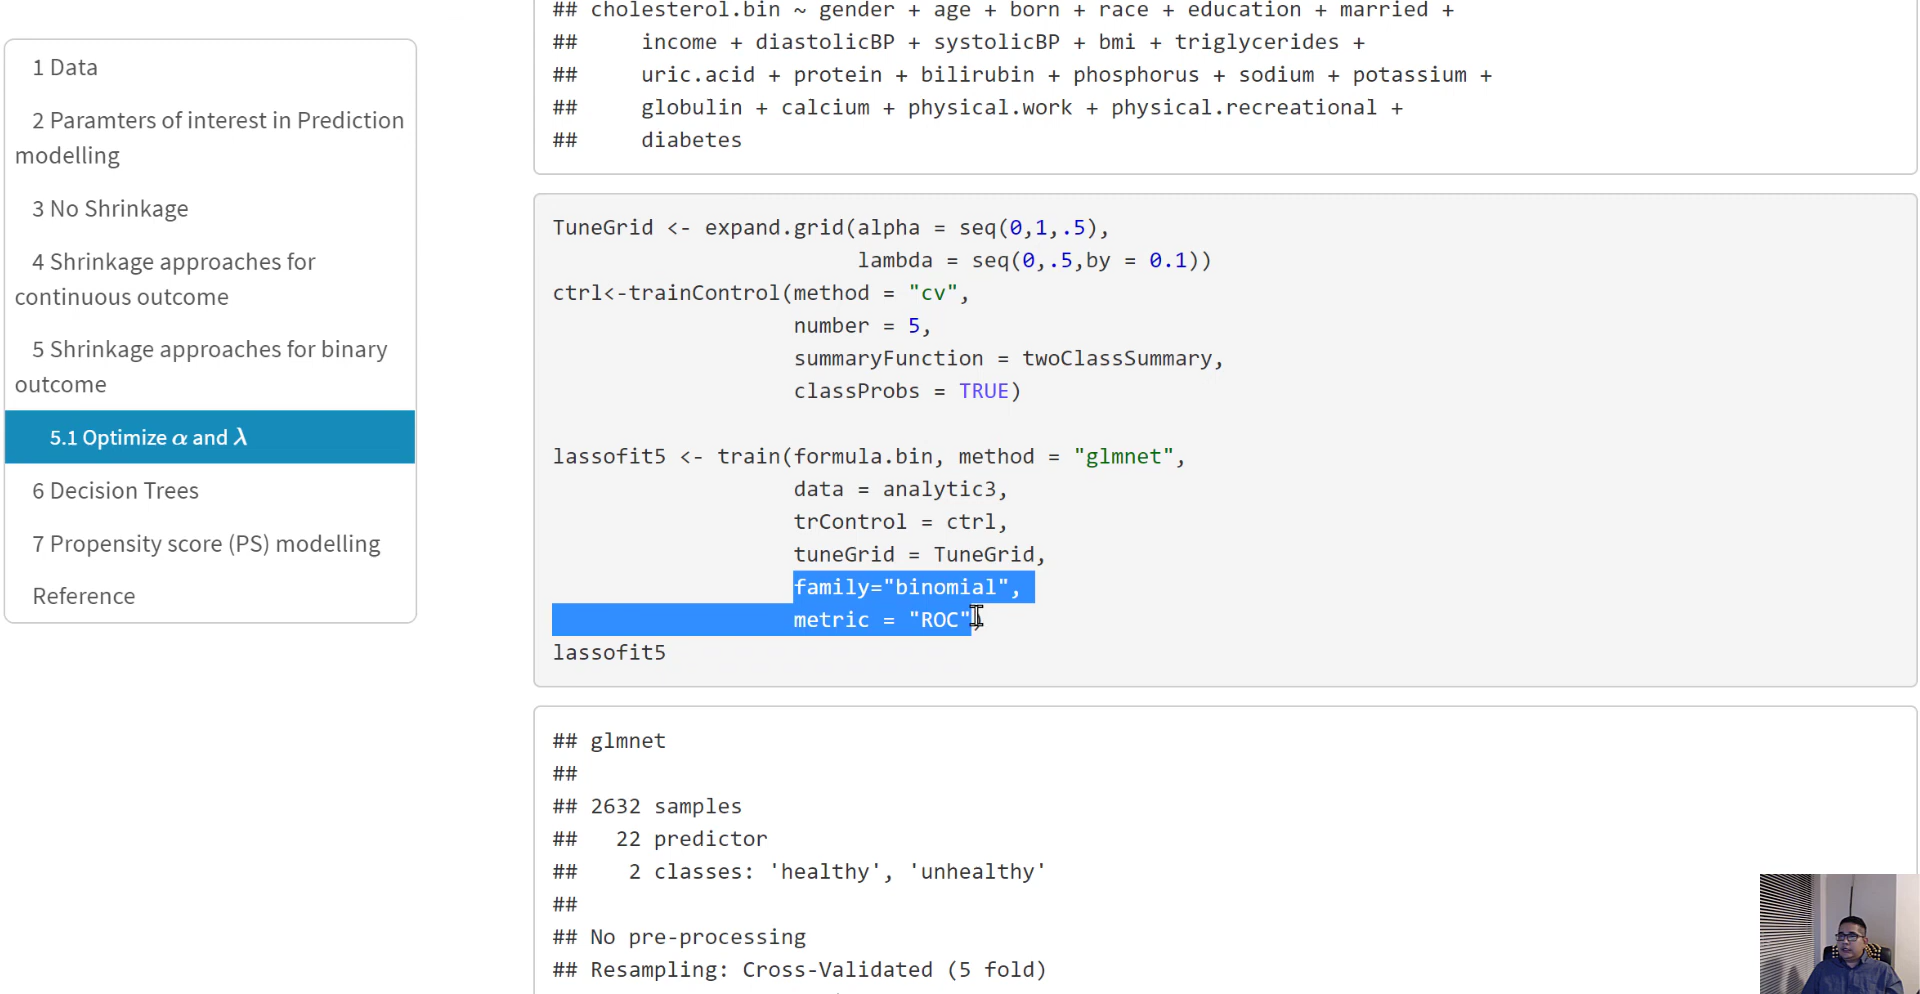 1 Data
2 Paramters of interest in Prediction
modelling
3 No Shrinkage
4 Shrinkage approaches for
continuous outcome
5 Shrinkage approaches for binary
outcome
5.1 Optimize α and λ
6 Decision Trees
7 Propensity score (PS) modelling
Reference
## cholesterol.bin ~ gender + age + born + race + education + married +
##     income + diastolicBP + systolicBP + bmi + triglycerides +
##     uric.acid + protein + bilirubin + phosphorus + sodium + potassium +
##     globulin + calcium + physical.work + physical.recreational +
##     diabetes
TuneGrid <- expand.grid(alpha = seq(0,1,.5),
                        lambda = seq(0,.5,by = 0.1))
ctrl<-trainControl(method = "cv",
                   number = 5,
                   summaryFunction = twoClassSummary,
                   classProbs = TRUE)
lassofit5 <- train(formula.bin, method = "glmnet",
                   data = analytic3,
                   trControl = ctrl,
                   tuneGrid = TuneGrid,
                   family="binomial",
                   metric = "ROC")
lassofit5
## glmnet
##
## 2632 samples
##   22 predictor
##    2 classes: 'healthy', 'unhealthy'
##
## No pre-processing
## Resampling: Cross-Validated (5 fold)